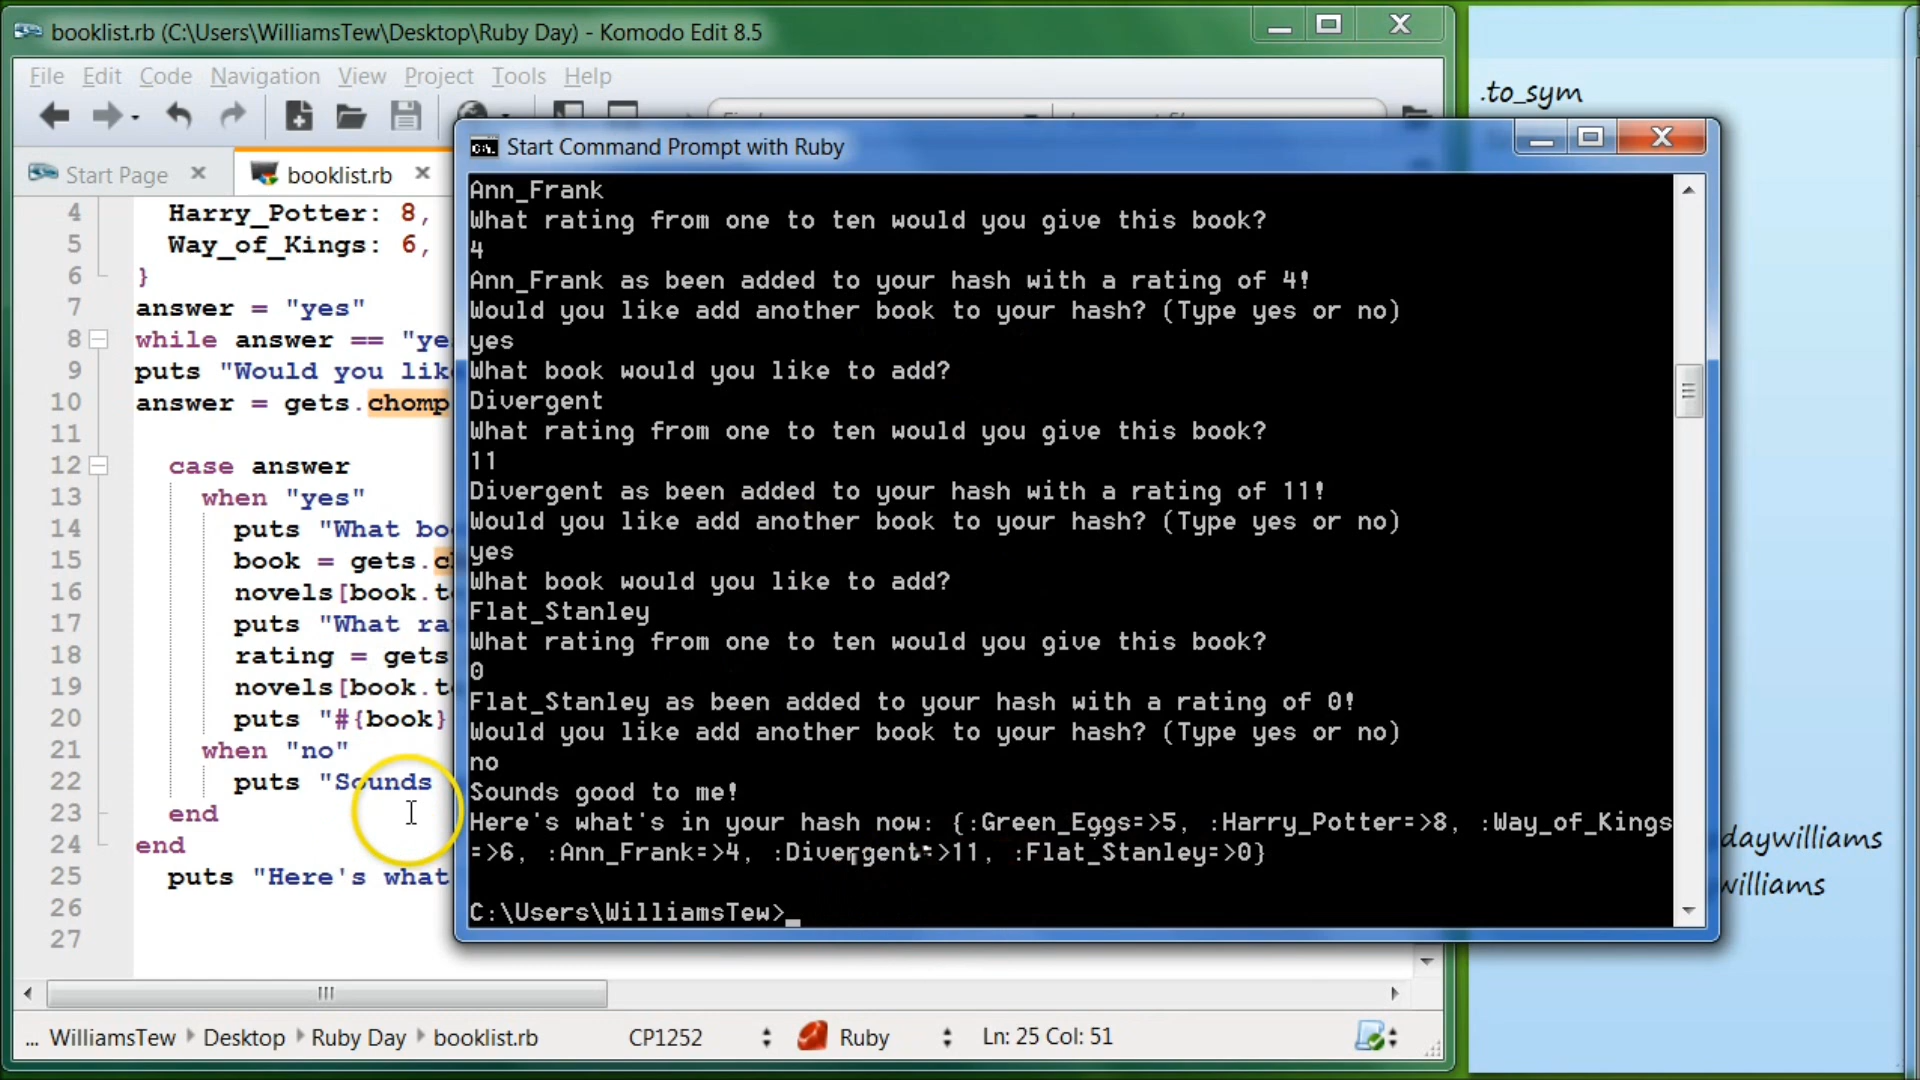 booklist.rb (C:\Users\WilliamsTew\Desktop\Ruby Day) - Komodo Edit 8.5
File Edit Code Navigation View Project Tools Help
.to_sym
Start Command Prompt with Ruby
Start Page
booklist.rb
4 Harry_Potter: 8,
5 Way_of_Kings: 6,
6 }
7 answer = "yes"
8 while answer == "ye
9 puts "Would you lik
10 answer = gets.chomp
11
12 case answer
13 when "yes"
14 puts "What bo
15 book = gets.c
16 novels[book.t
17 puts "What ra
18 rating = gets
19 novels[book.t
20 puts "#{book}
21 when "no"
22 puts "Sounds
23 end
24 end
25 puts "Here's what
26
27
Ann_Frank
What rating from one to ten would you give this book?
4
Ann_Frank as been added to your hash with a rating of 4!
Would you like add another book to your hash? (Type yes or no)
yes
What book would you like to add?
Divergent
What rating from one to ten would you give this book?
11
Divergent as been added to your hash with a rating of 11!
Would you like add another book to your hash? (Type yes or no)
yes
What book would you like to add?
Flat_Stanley
What rating from one to ten would you give this book?
0
Flat_Stanley as been added to your hash with a rating of 0!
Would you like add another book to your hash? (Type yes or no)
no
Sounds good to me!
Here's what's in your hash now: {:Green_Eggs=>5, :Harry_Potter=>8, :Way_of_Kings
=>6, :Ann_Frank=>4, :Divergent=>11, :Flat_Stanley=>0}
C:\Users\WilliamsTew>_
daywilliams
williams
... WilliamsTew Desktop Ruby Day booklist.rb CP1252 Ruby Ln: 25 Col: 51